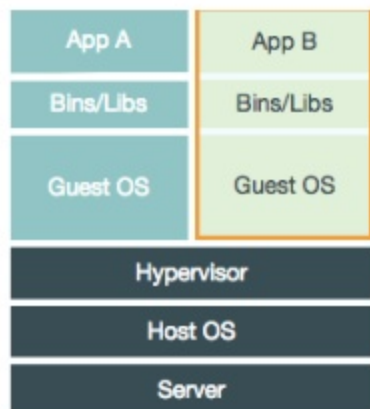 App A
App B
Bins/Libs
Bins/Libs
Guest OS
Guest OS
Hypervisor
Host OS
Server